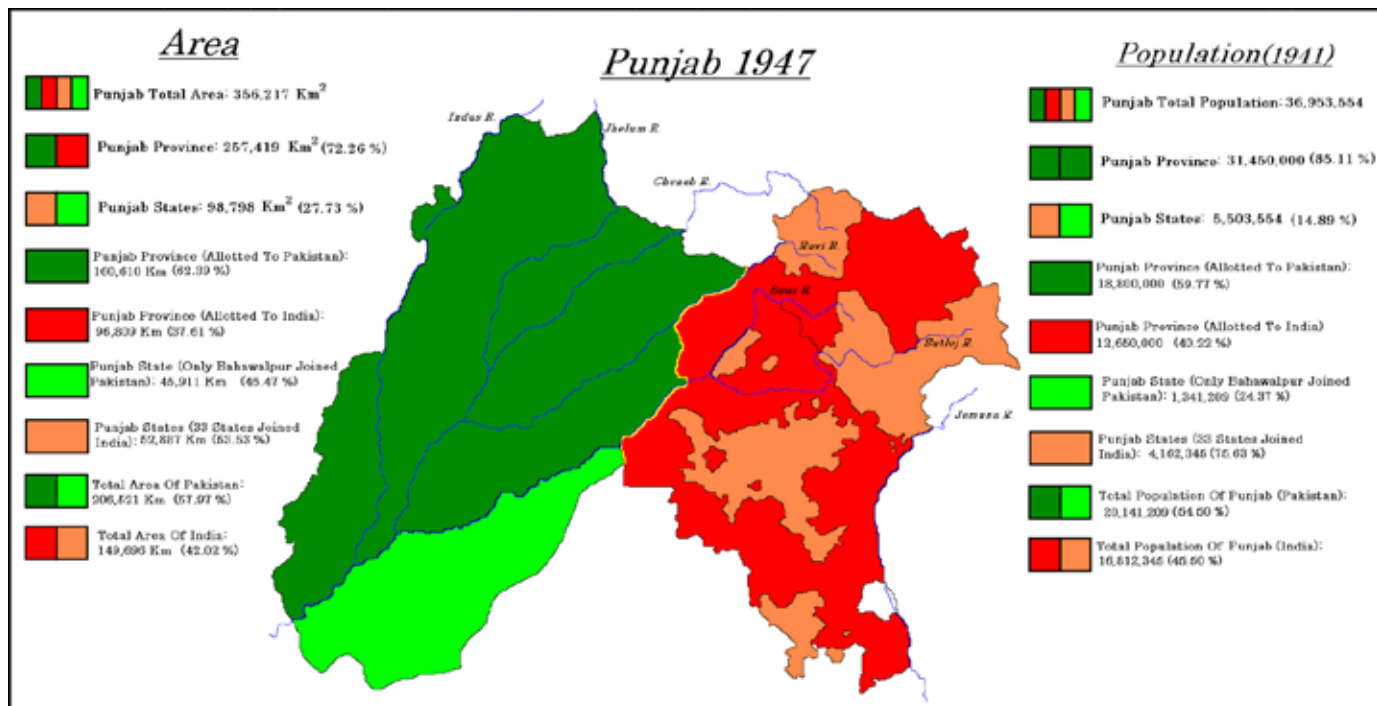 Area
Punjab Total Area: 356,217 Km²
Punjab Province: 257,419 Km² (72.26 %)
Punjab States: 98,798 Km² (27.73 %)
Punjab Province (Allotted To Pakistan):
160,610 Km (62.39 %)
Punjab Province (Allotted To India):
96,809 Km (37.61 %)
Punjab State (Only Bahawalpur Joined
Pakistan): 45,911 Km (46.47 %)
Punjab States (33 States Joined
India): 52,887 Km (53.53 %)
Total Area Of Pakistan:
206,521 Km (57.97 %)
Total Area Of India:
149,696 Km (42.02 %)
Punjab 1947
Indus R.
Jhelum R.
Chenab R.
Ravi R.
Beas R.
Sutlej R.
Jamuna R.
Population(1941)
Punjab Total Population: 36,953,554
Punjab Province: 31,450,000 (85.11 %)
Punjab States: 5,503,554 (14.89 %)
Punjab Province (Allotted To Pakistan):
18,800,000 (59.77 %)
Punjab Province (Allotted To India)
12,650,000 (40.22 %)
Punjab State (Only Bahawalpur Joined
Pakistan): 1,341,209 (24.37 %)
Punjab States (33 States Joined
India): 4,162,345 (75.63 %)
Total Population Of Punjab (Pakistan):
20,141,209 (54.50 %)
Total Population Of Punjab (India):
16,812,345 (45.50 %)